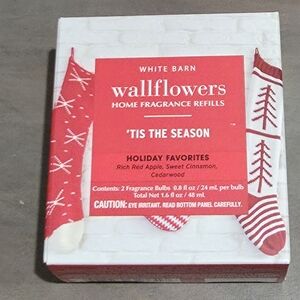 WHITE BARN
wallflowers
HOME FRAGRANCE REFILLS
'TIS THE SEASON
HOLIDAY FAVORITES
Rich Red Apple, Sweet Cinnamon,
Cedarwood
Contents: 2 Fragrance Bulbs 0.8 fl oz / 24 mL per bulb
Total Wt 1.6 fl oz / 48 mL
CAUTION: EYE IRRITANT. READ BOTTOM PANEL CAREFULLY.